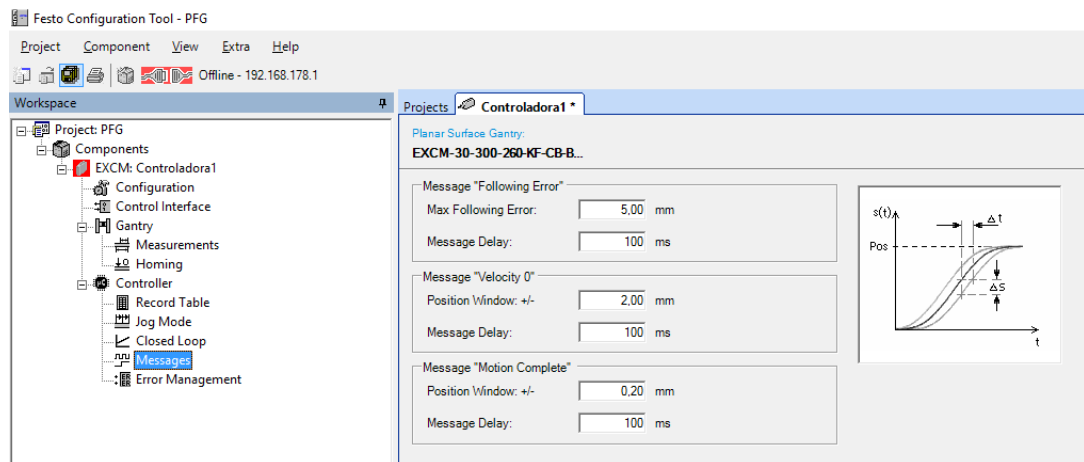 Festo Configuration Tool - PFG
Project Component View Extra Help
Offline - 192.168.178.1
Workspace
Project: PFG
Components
EXCM: Controladora1
Configuration
Control Interface
Gantry
Measurements
Homing
Controller
Record Table
Jog Mode
Closed Loop
Messages
Error Management
Projects Controladora1 *
Planar Surface Gantry:
EXCM-30-300-260-KF-CB-B...
Message "Following Error"
Max Following Error: 5,00 mm
Message Delay: 100 ms
Message "Velocity 0"
Position Window: +/- 2,00 mm
Message Delay: 100 ms
Message "Motion Complete"
Position Window: +/- 0,20 mm
Message Delay: 100 ms
s(t)
Δt
Pos
ΔS
t